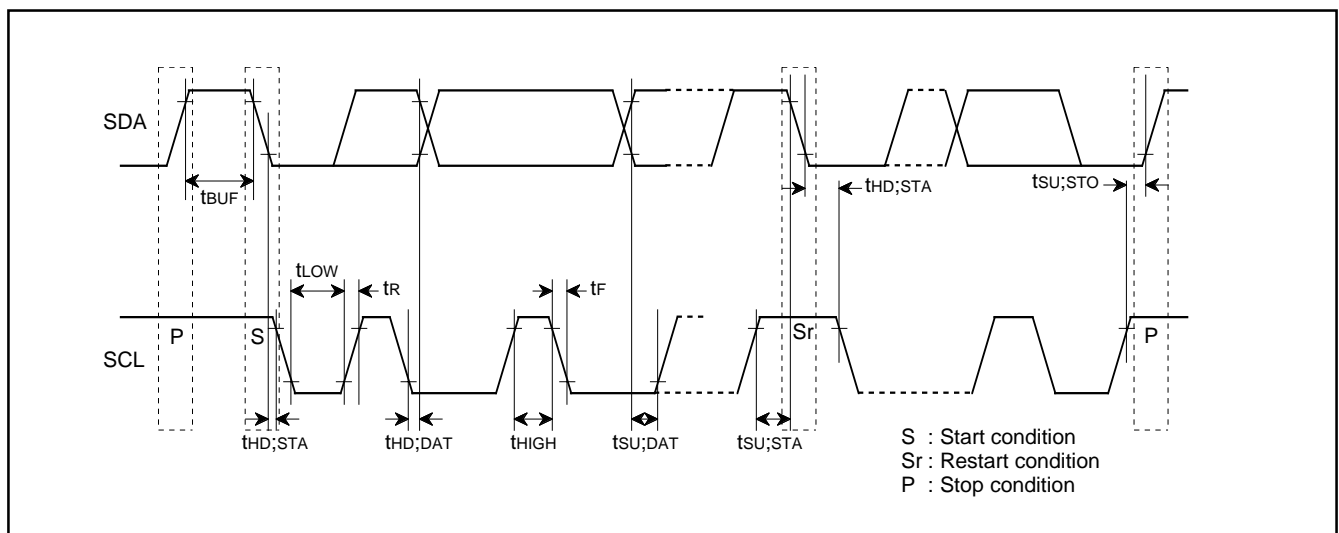 SDA
tBUF
tHD;STA
tSU;STO
tLOW
tR
tF
P
S
Sr
P
SCL
tHD;STA
tHD;DAT
tHIGH
tSU;DAT
tSU;STA
S : Start condition
Sr : Restart condition
P : Stop condition